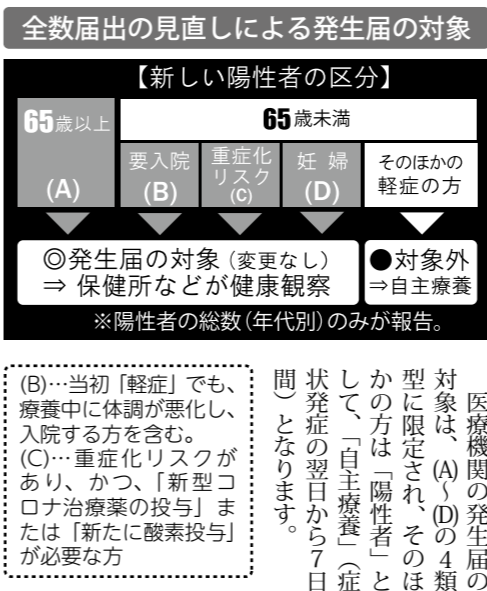 全数届出の見直しによる発生届の対象
【新しい陽性者の区分】
65歳以上
(A)
65歳未満
要入院
(B)
重症化
リスク
(C)
妊 婦
(D)
そのほかの
軽症の方
◎発生届の対象（変更なし）
⇒ 保健所などが健康観察
●対象外
⇒自主療養
※陽性者の総数(年代別)のみが報告。
医療機関の発生届の
対象は、(A)～(D)の４類
型に限定され、そのほ
かの方は「陽性者」と
して、「自主療養」（症
状発症の翌日から７日
間）となります。
(B)…当初「軽症」でも、
療養中に体調が悪化し、
入院する方を含む。
(C)…重症化リスクが
あり、かつ、「新型コ
ロナ治療薬の投与」ま
たは「新たに酸素投与」
が必要な方